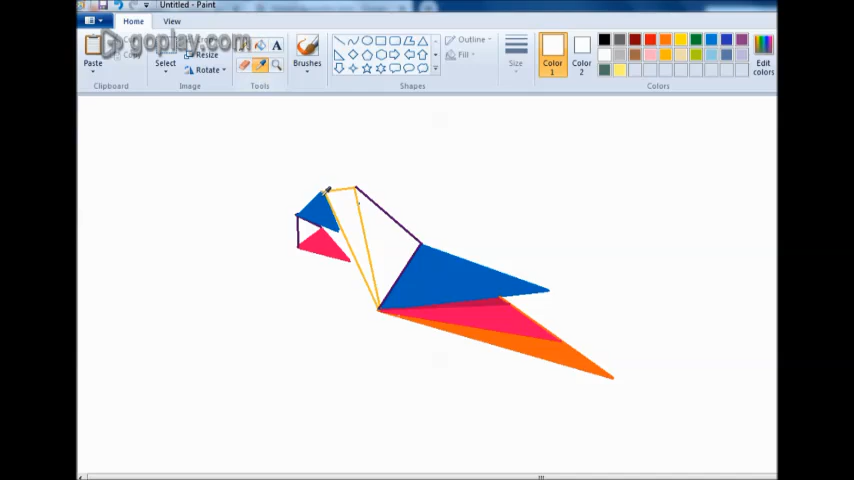 Untitled - Paint
Home View
goplay.com
Paste
Copy
Select
Resize
Rotate
A
Brushes
Outline
Fill
Size
Color 1
Color 2
Edit colors
Clipboard
Image
Tools
Shapes
Colors